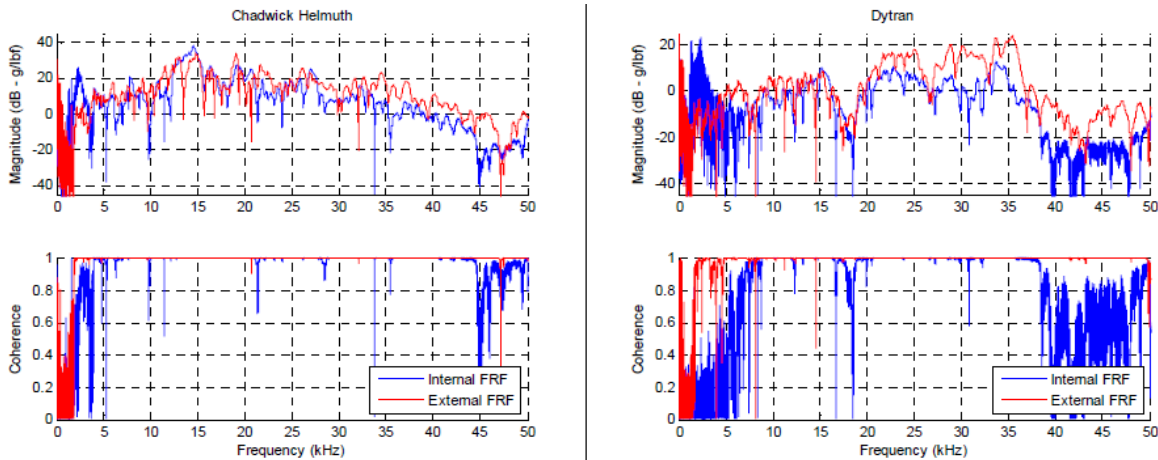 Chadwick Helmuth
Magnitude (dB - g/lbf)
40
20
0
-20
-40
0 5 10 15 20 25 30 35 40 45 50
Coherence
1
0.8
0.6
0.4
0.2
0
Internal FRF
External FRF
0 5 10 15 20 25 30 35 40 45 50
Frequency (kHz)
Dytran
Magnitude (dB - g/lbf)
20
0
-20
-40
0 5 10 15 20 25 30 35 40 45 50
Coherence
1
0.8
0.6
0.4
0.2
0
Internal FRF
External FRF
0 5 10 15 20 25 30 35 40 45 50
Frequency (kHz)